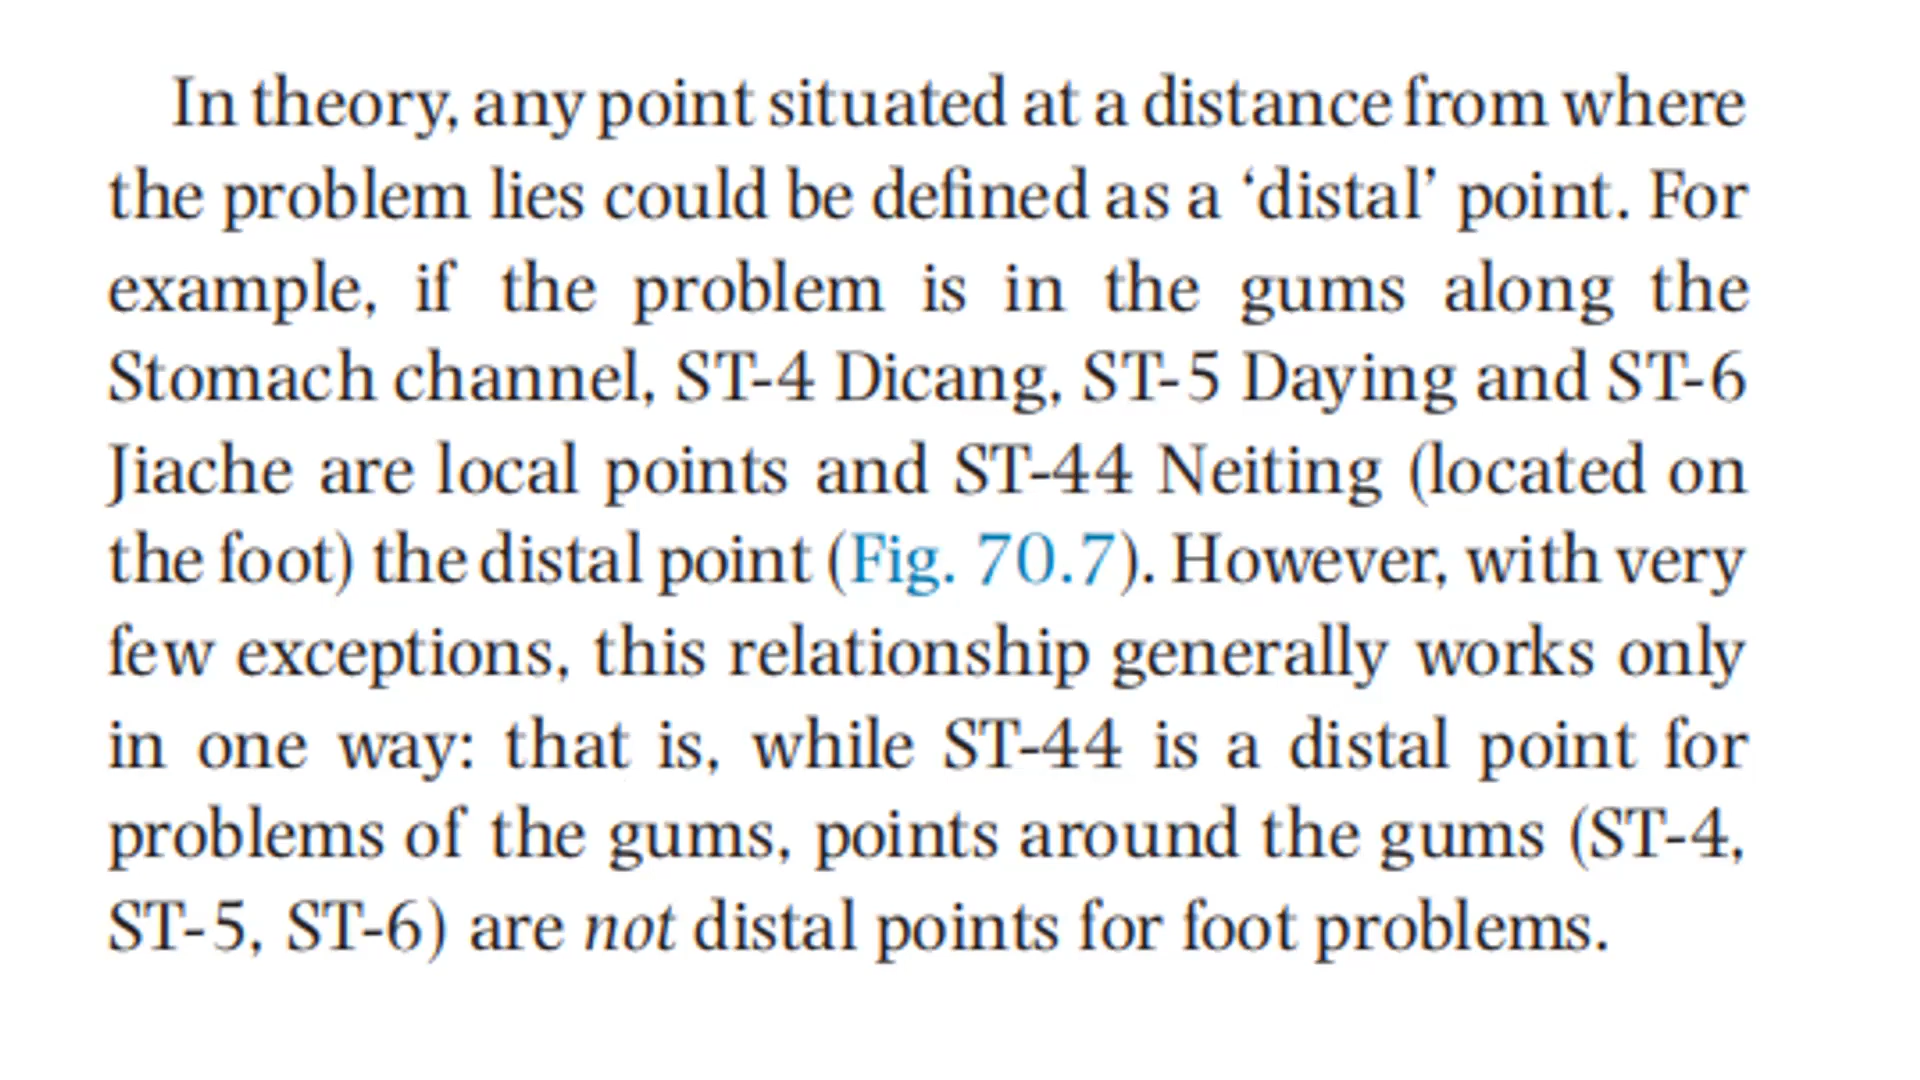 In theory, any point situated at a distance from where
the problem lies could be defined as a ‘distal’ point. For
example, if the problem is in the gums along the
Stomach channel, ST-4 Dicang, ST-5 Daying and ST-6
Jiache are local points and ST-44 Neiting (located on
the foot) the distal point (Fig. 70.7). However, with very
few exceptions, this relationship generally works only
in one way: that is, while ST-44 is a distal point for
problems of the gums, points around the gums (ST-4,
ST-5, ST-6) are not distal points for foot problems.